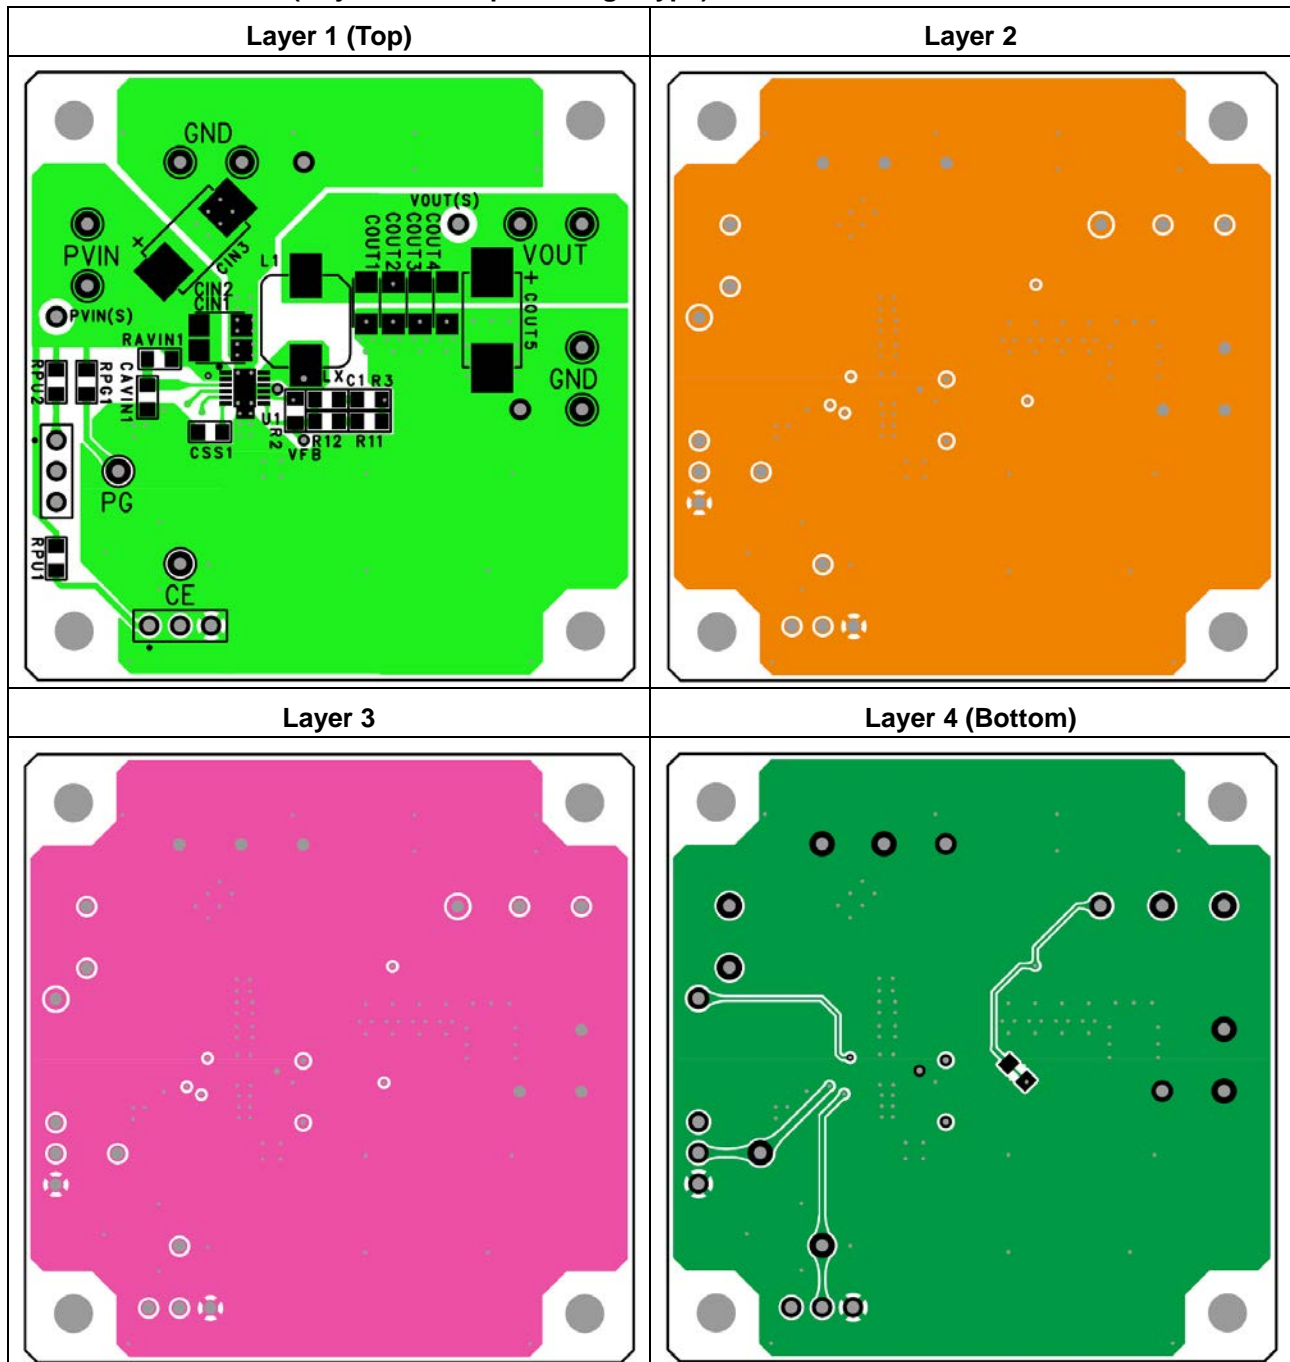 Layer 1 (Top)
Layer 2
GND
VOUT(S)
PVIN
CIN3
L1
COUT1
COUT2
COUT3
COUT4
VOUT
CIN2
CIN1
COUT5
PVIN(S)
RAVIN1
RPU2
RPG1
CAVIN1
LX
C1
R3
GND
U1
R2
R12
R11
CSS1
VFB
PG
RPU1
CE
Layer 3
Layer 4 (Bottom)